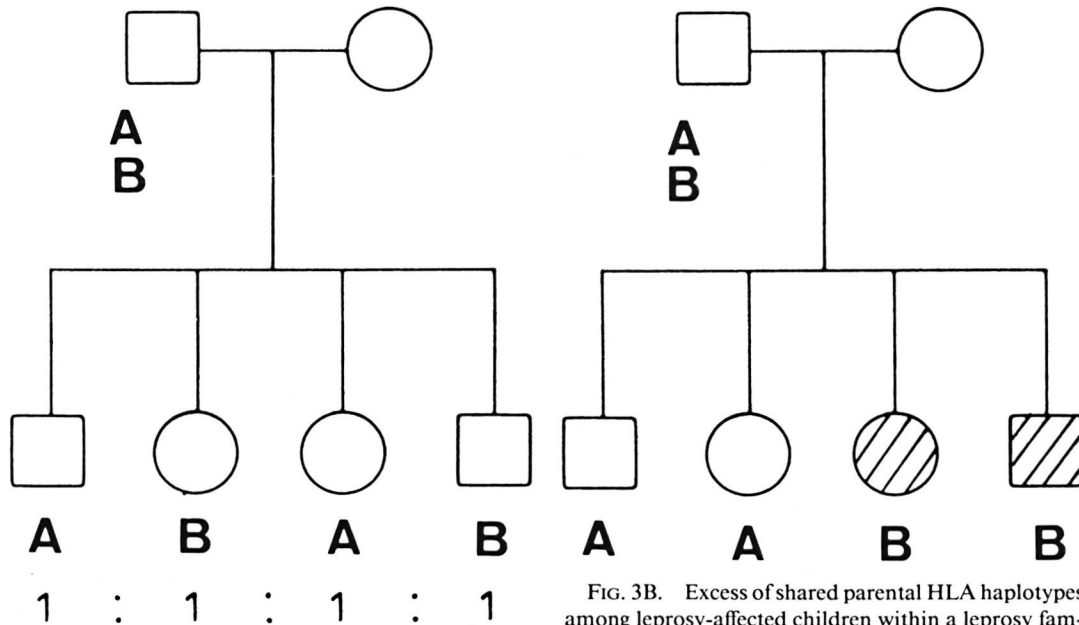 A
B
A B A B
1 : 1 : 1 : 1
A
B
A A B B
FIG. 3B. Excess of shared parental HLA haplotypes
among leprosy-affected children within a leprosy fam-